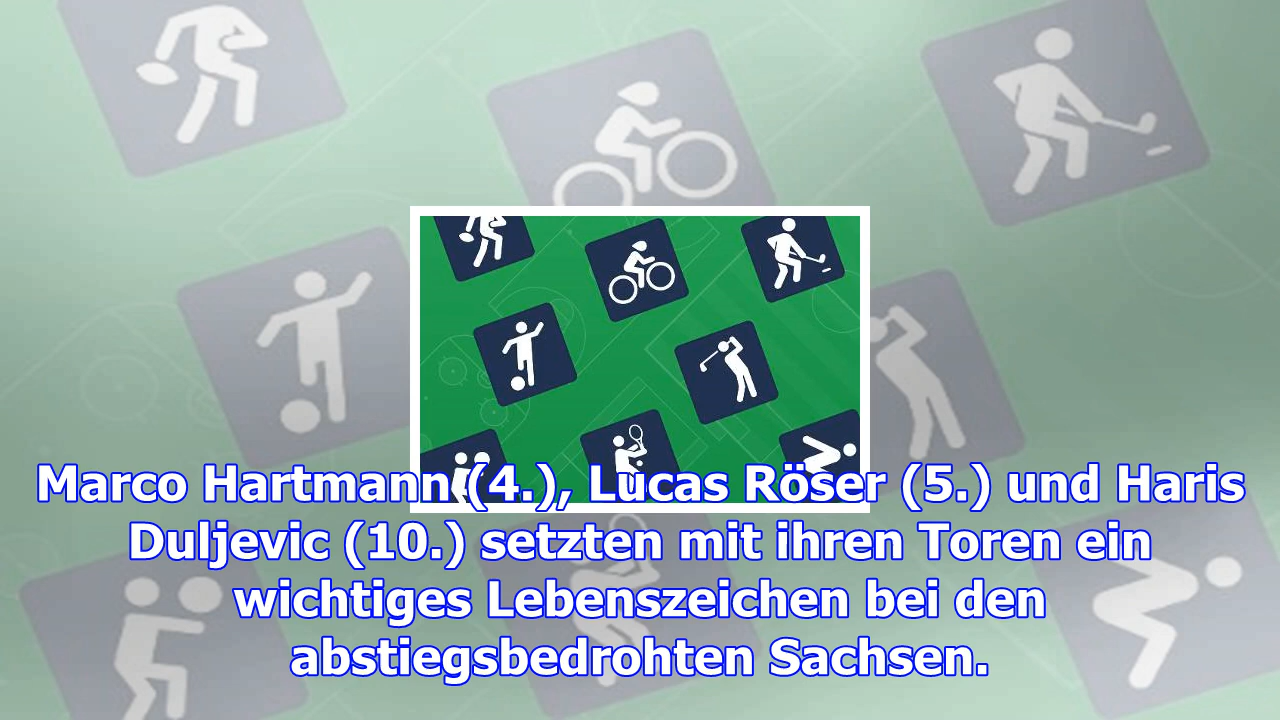 Marco Hartmann (4.), Lucas Röser (5.) und Haris
Duljevic (10.) setzten mit ihren Toren ein
wichtiges Lebenszeichen bei den
abstiegsbedrohten Sachsen.